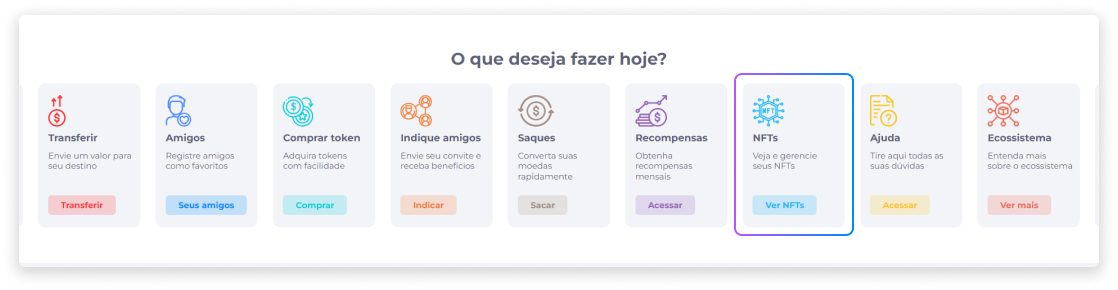 O que deseja fazer hoje?
Transferir
Envie um valor para
seu destino
Transferir
Amigos
Registre amigos
como favoritos
Seus amigos
Comprar token
Adquira tokens
com facilidade
Comprar
Indique amigos
Envie seu convite e
receba benefícios
Indicar
Saques
Converta suas
moedas
rapidamente
Sacar
Recompensas
Obtenha
recompensas
mensais
Acessar
NFT
NFTs
Veja e gerencie
seus NFTs
Ver NFTs
Ajuda
Tire aqui todas as
suas dúvidas
Acessar
Ecossistema
Entenda mais
sobre o ecossistema
Ver mais